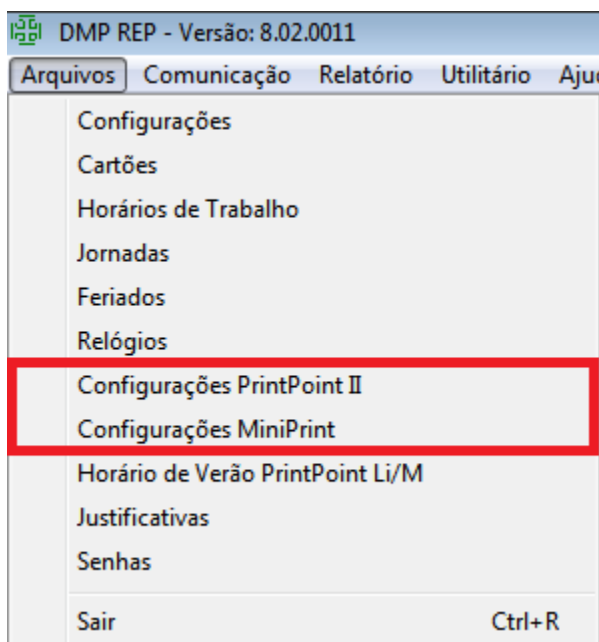 DMP REP - Versão: 8.02.0011
Arquivos Comunicação Relatório Utilitário
Configurações
Cartões
Horários de Trabalho
Jornadas
Feriados
Relógios
Configurações PrintPoint II
Configurações MiniPrint
Horário de Verão PrintPoint Li/M
Justificativas
Senhas
Sair Ctrl+R